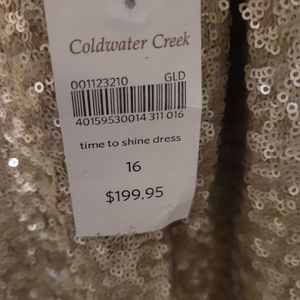 Coldwater Creek
001123210 GLD
40159530014 311 016
time to shine dress
16
$199.95